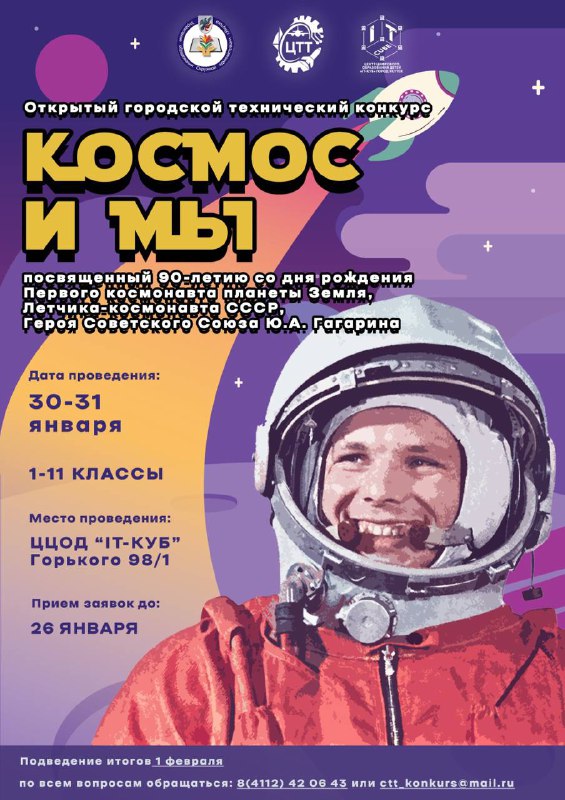 ЦТТ
IT
CUBE
Открытый городской технический конкурс
КОСМОС
И МЫ
посвященный 90-летию со дня рождения
Первого космонавта планеты Земля,
Летчика-космонавта СССР,
Героя Советского Союза Ю.А. Гагарина
Дата проведения:
30-31
января
1-11 КЛАССЫ
Место проведения:
ЦЦОД "IT-КУБ"
Горького 98/1
Прием заявок до:
26 ЯНВАРЯ
Подведение итогов 1 февраля
по всем вопросам обращаться: 8(4112) 42 06 43 или ctt_konkurs@mail.ru